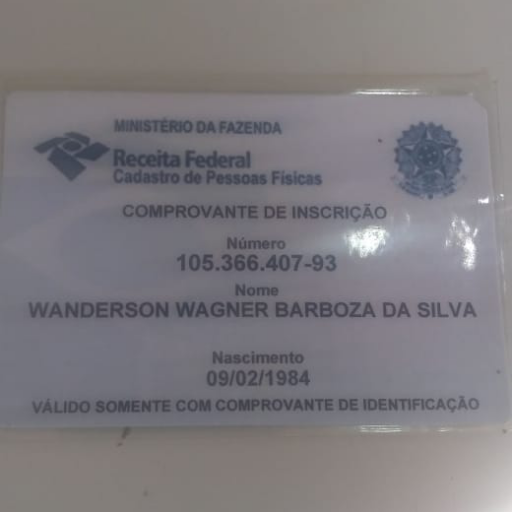 MINISTÉRIO DA FAZENDA
Receita Federal
Cadastro de Pessoas Físicas
COMPROVANTE DE INSCRIÇÃO
Número
105.366.407-93
Nome
WANDERSON WAGNER BARBOZA DA SILVA
Nascimento
09/02/1984
VÁLIDO SOMENTE COM COMPROVANTE DE IDENTIFICAÇÃO